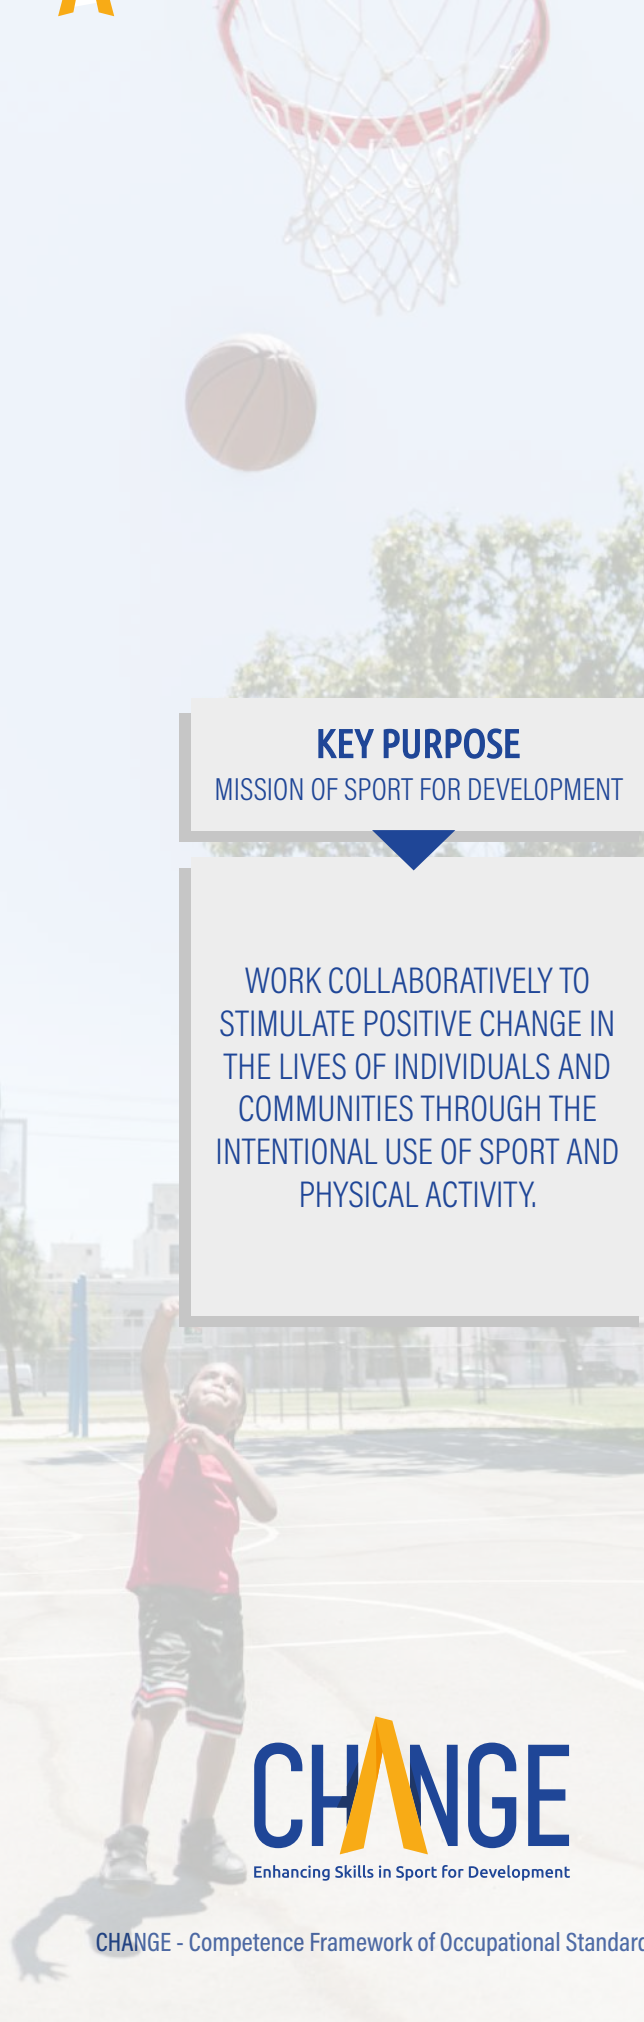 KEY PURPOSE
MISSION OF SPORT FOR DEVELOPMENT
WORK COLLABORATIVELY TO
STIMULATE POSITIVE CHANGE IN
THE LIVES OF INDIVIDUALS AND
COMMUNITIES THROUGH THE
INTENTIONAL USE OF SPORT AND
PHYSICAL ACTIVITY.
CHANGE
Enhancing Skills in Sport for Development
CHANGE - Competence Framework of Occupational